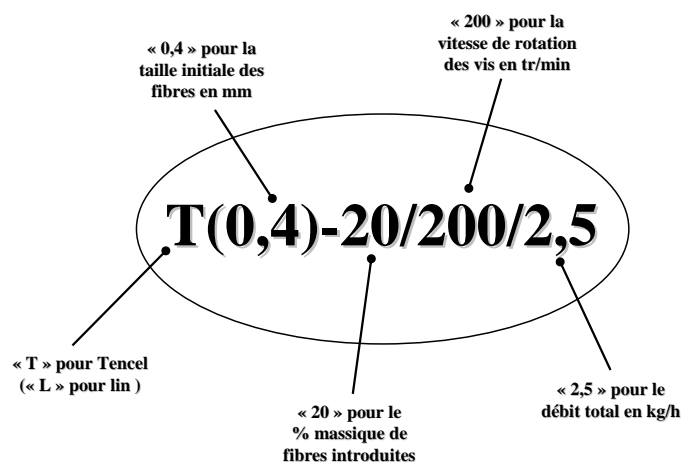 « 0,4 » pour la
taille initiale des
fibres en mm
« 200 » pour la
vitesse de rotation
des vis en tr/min
T(0,4)-20/200/2,5
« T » pour Tencel
(« L » pour lin )
« 20 » pour le
% massique de
fibres introduites
« 2,5 » pour le
débit total en kg/h